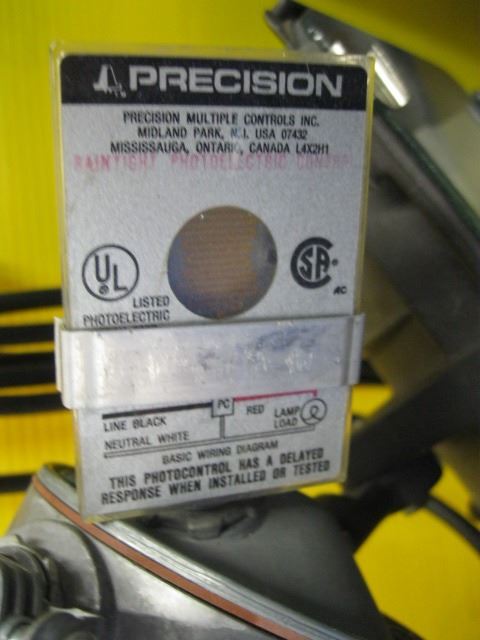 PRECISION
PRECISION MULTIPLE CONTROLS INC.
MIDLAND PARK, N.J. USA 07432
MISSISSAUGA, ONTARIO, CANADA L4X2H1
RAINTIGHT PHOTOELECTRIC CONTROL
UL
LISTED
PHOTOELECTRIC
SA
AC
PC
LINE BLACK
RED
LAMP
LOAD
NEUTRAL WHITE
BASIC WIRING DIAGRAM
THIS PHOTOCONTROL HAS A DELAYED
RESPONSE WHEN INSTALLED OR TESTED